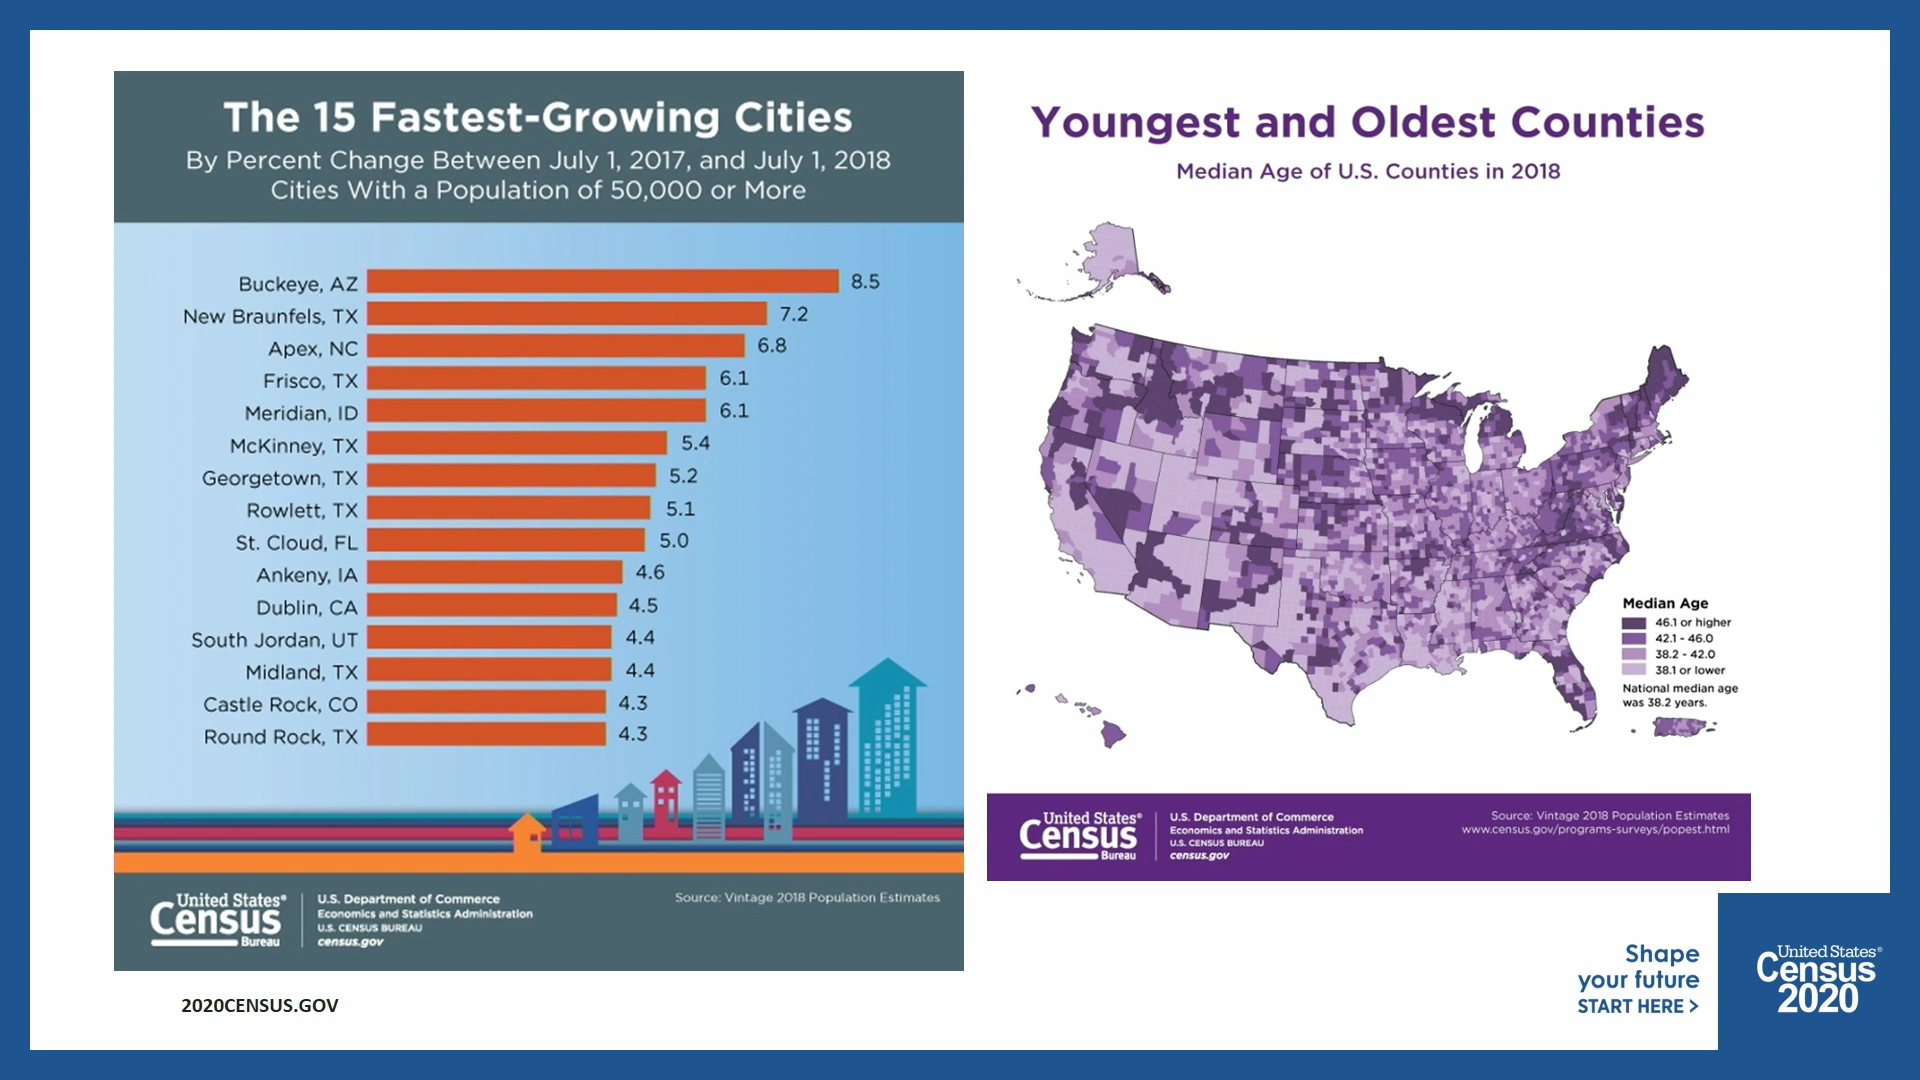 The 15 Fastest-Growing Cities
By Percent Change Between July 1, 2017, and July 1, 2018
Cities With a Population of 50,000 or More
Buckeye, AZ 8.5
New Braunfels, TX 7.2
Apex, NC 6.8
Frisco, TX 6.1
Meridian, ID 6.1
McKinney, TX 5.4
Georgetown, TX 5.2
Rowlett, TX 5.1
St. Cloud, FL 5.0
Ankeny, IA 4.6
Dublin, CA 4.5
South Jordan, UT 4.4
Midland, TX 4.4
Castle Rock, CO 4.3
Round Rock, TX 4.3
United States®
Census
Bureau
U.S. Department of Commerce
Economics and Statistics Administration
U.S. CENSUS BUREAU
census.gov
Source: Vintage 2018 Population Estimates
Youngest and Oldest Counties
Median Age of U.S. Counties in 2018
Median Age
46.1 or higher
42.1 - 46.0
38.2 - 42.0
38.1 or lower
National median age
was 38.2 years.
United States®
Census
Bureau
U.S. Department of Commerce
Economics and Statistics Administration
U.S. CENSUS BUREAU
census.gov
Source: Vintage 2018 Population Estimates
www.census.gov/programs-surveys/popest.html
2020CENSUS.GOV
Shape
your future
START HERE >
United States®
Census
2020